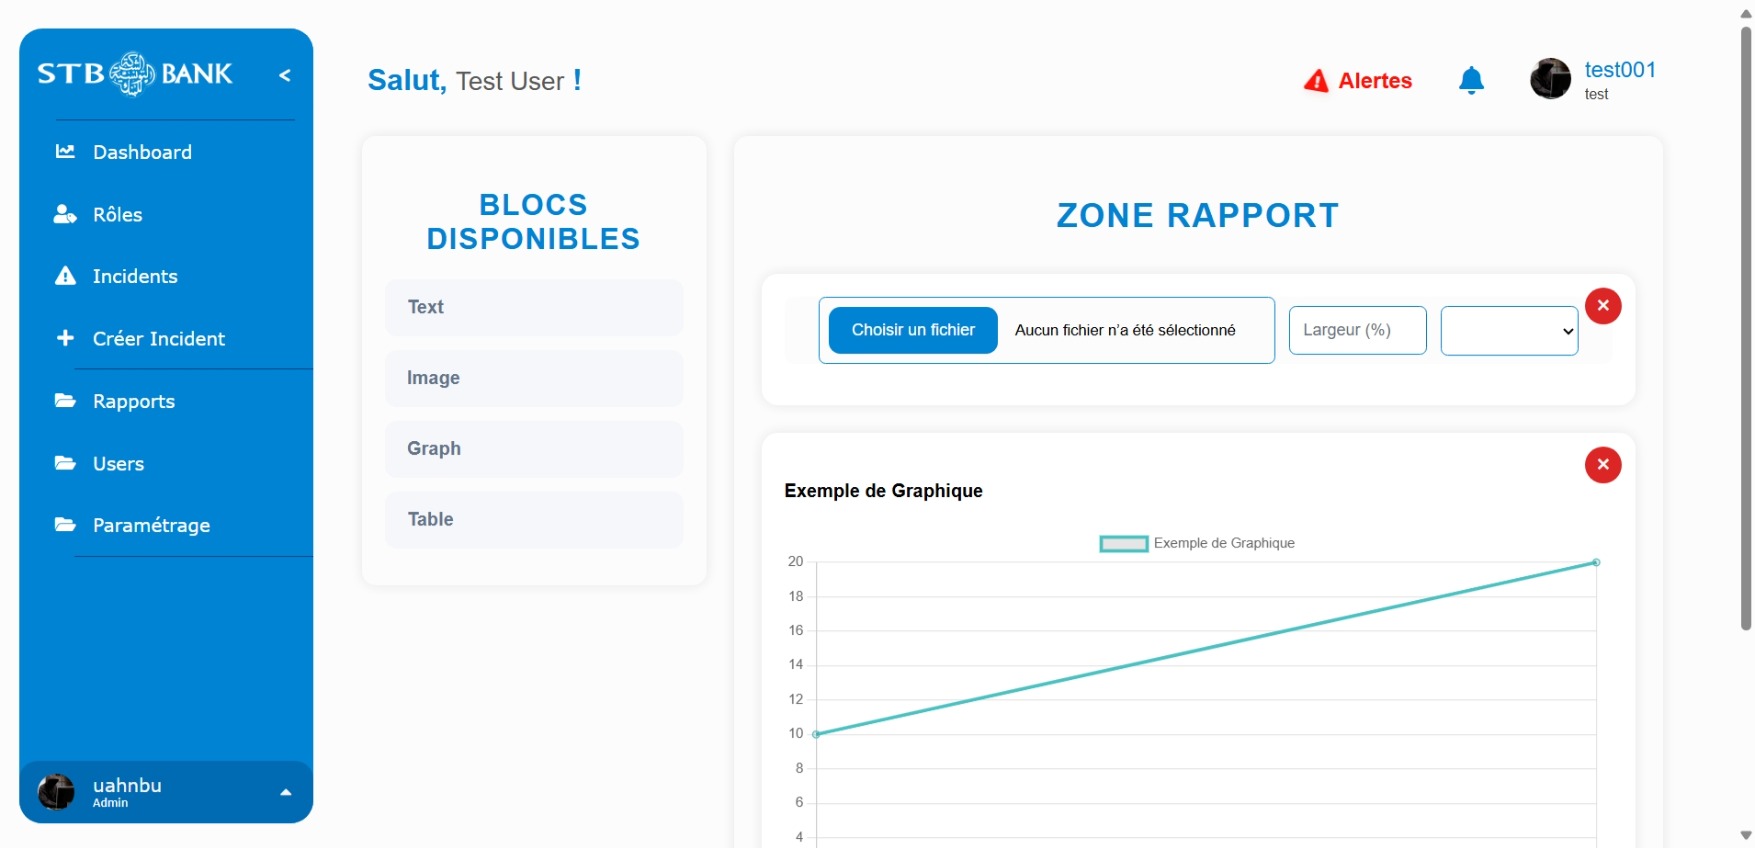 STB BANK <
Dashboard
Rôles
Incidents
Créer Incident
Rapports
Users
Paramétrage
uahnbu
Admin
Salut, Test User !
Alertes
test001
test
BLOCS
DISPONIBLES
Text
Image
Graph
Table
ZONE RAPPORT
Choisir un fichier Aucun fichier n'a été sélectionné Largeur (%)
Exemple de Graphique
Exemple de Graphique
20
18
16
14
12
10
8
6
4